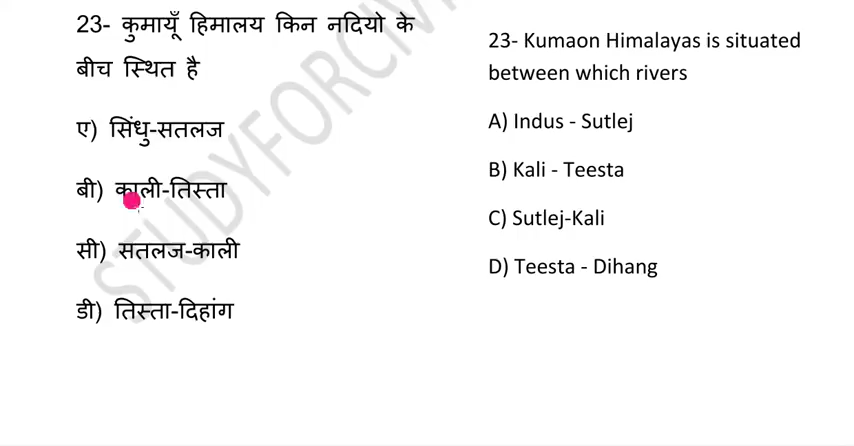 23- कुमायूँ हिमालय किन नदियो के
बीच स्थित है
ए) सिंधु-सतलज
बी) काली-तिस्ता
सी) सतलज-काली
डी) तिस्ता-दिहांग
23- Kumaon Himalayas is situated
between which rivers
A) Indus - Sutlej
B) Kali - Teesta
C) Sutlej-Kali
D) Teesta - Dihang
STUDYFORCIV